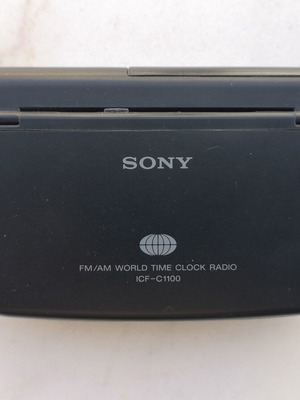 SONY
FM/AM WORLD TIME CLOCK RADIO
ICF-C1100